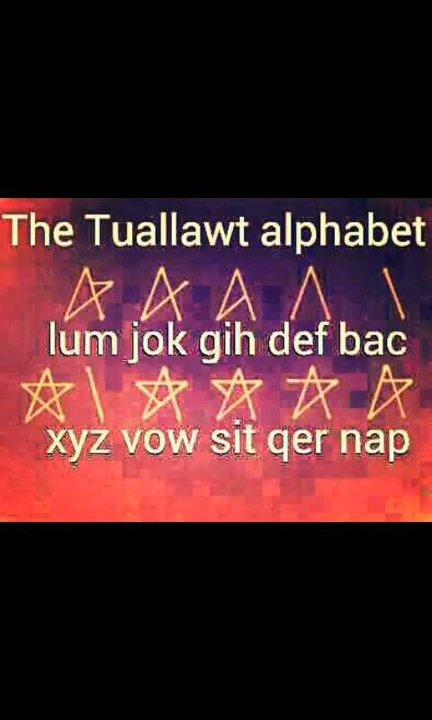 The Tuallawt alphabet
lum jok gih def bac
xyz vow sit qer nap